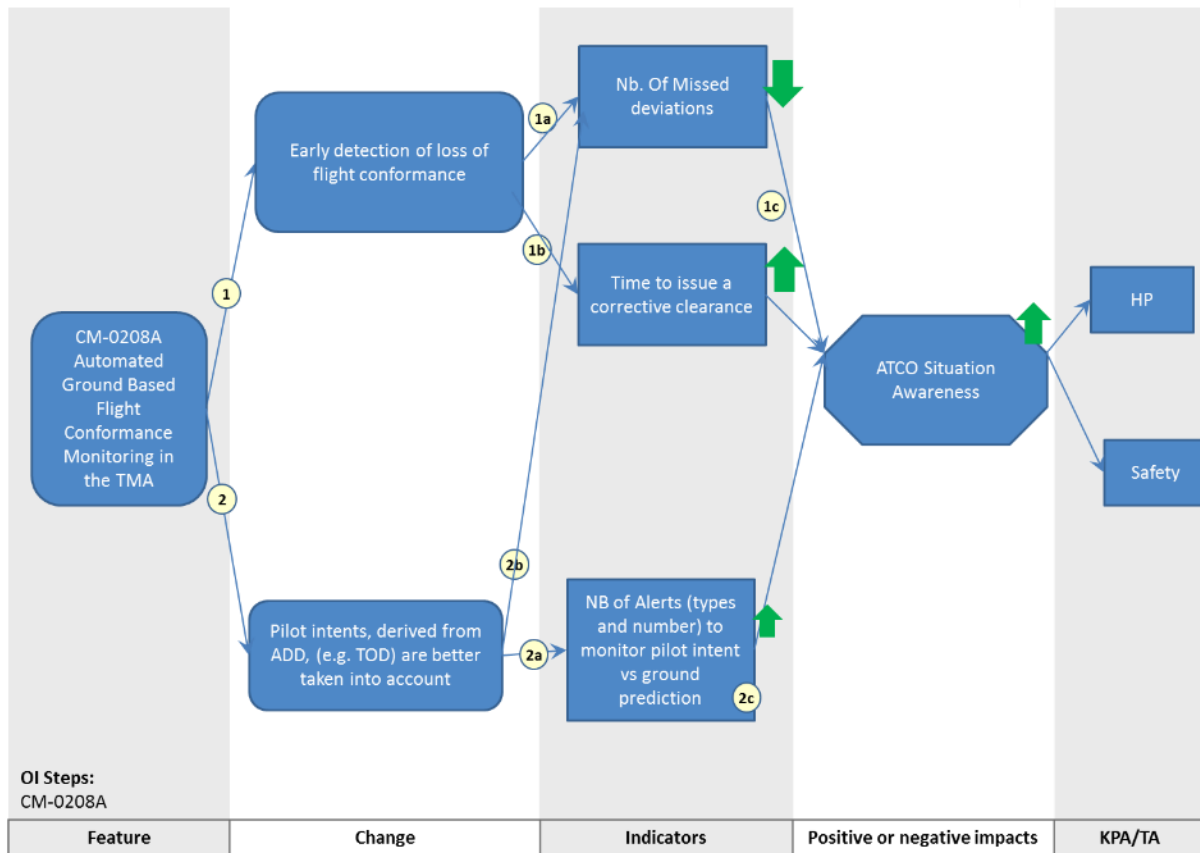 CM-0208A
Automated
Ground Based
Flight
Conformance
Monitoring in
the TMA
1
2
Early detection of loss of
flight conformance
Pilot intents, derived from
ADD, (e.g. TOD) are better
taken into account
1a
1b
2b
2a
Nb. Of Missed
deviations
Time to issue a
corrective clearance
NB of Alerts (types
and number) to
monitor pilot intent
vs ground
prediction
2c
1c
ATCO Situation
Awareness
HP
Safety
OI Steps:
CM-0208A
Feature
Change
Indicators
Positive or negative impacts
KPA/TA